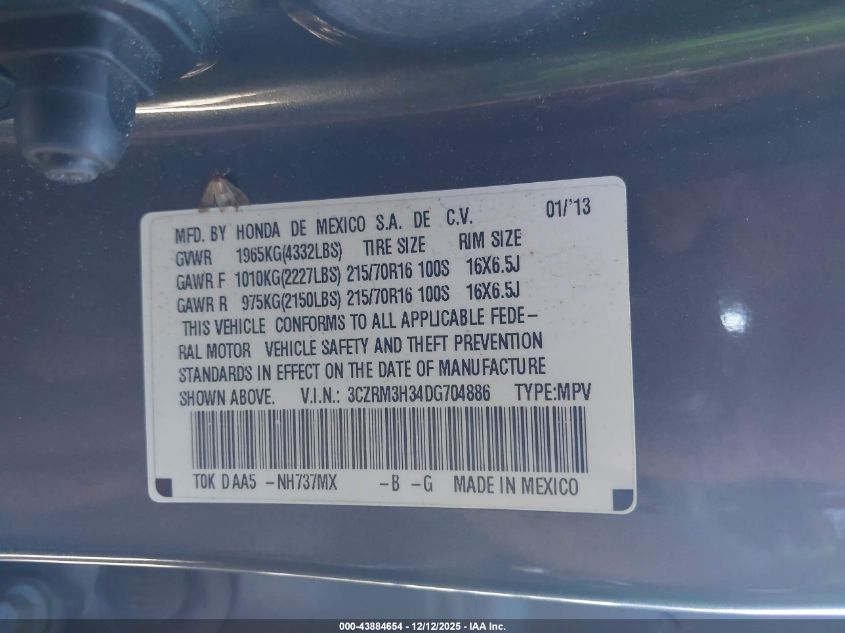 MFD. BY HONDA DE MEXICO S.A. DE C.V. 01/'13
GVWR 1965KG(4332LBS) TIRE SIZE RIM SIZE
GAWR F 1010KG(2227LBS) 215/70R16 100S 16X6.5J
GAWR R 975KG(2150LBS) 215/70R16 100S 16X6.5J
THIS VEHICLE CONFORMS TO ALL APPLICABLE FEDE-
RAL MOTOR VEHICLE SAFETY AND THEFT PREVENTION
STANDARDS IN EFFECT ON THE DATE OF MANUFACTURE
SHOWN ABOVE. V.I.N.: 3CZRM3H34DG704886 TYPE:MPV
T0K D AA5 -NH737MX -B -G MADE IN MEXICO
000-43884654 - 12/12/2025 - IAA Inc.